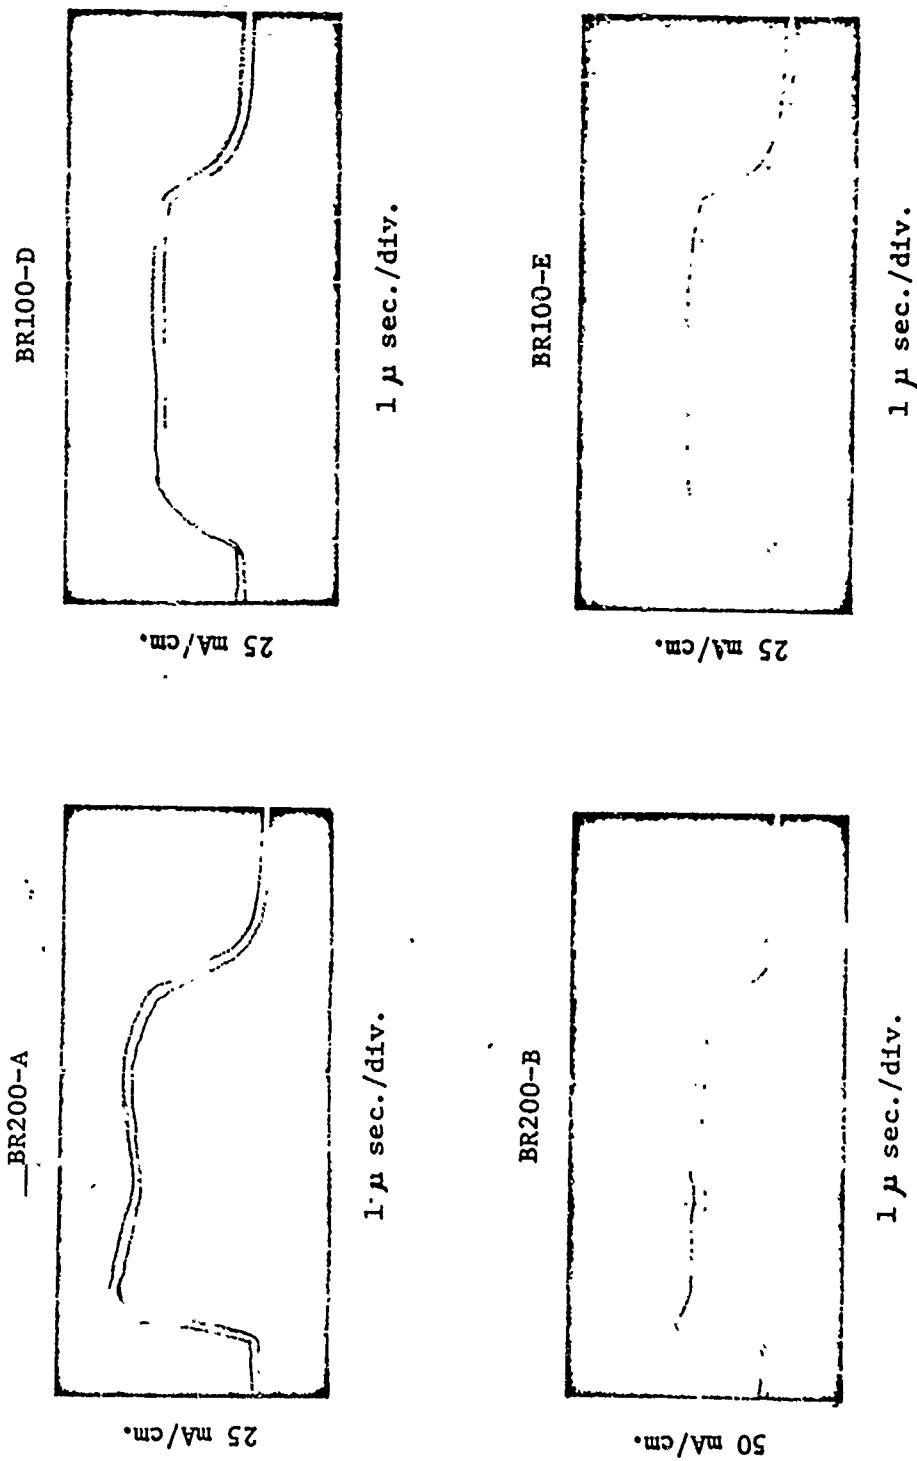 BR200-A
25 mA/cm.
1 µ sec./div.
BR100-D
25 mA/cm.
1 µ sec./div.
BR200-B
50 mA/cm.
1 µ sec./div.
BR100-E
25 mA/cm.
1 µ sec./div.